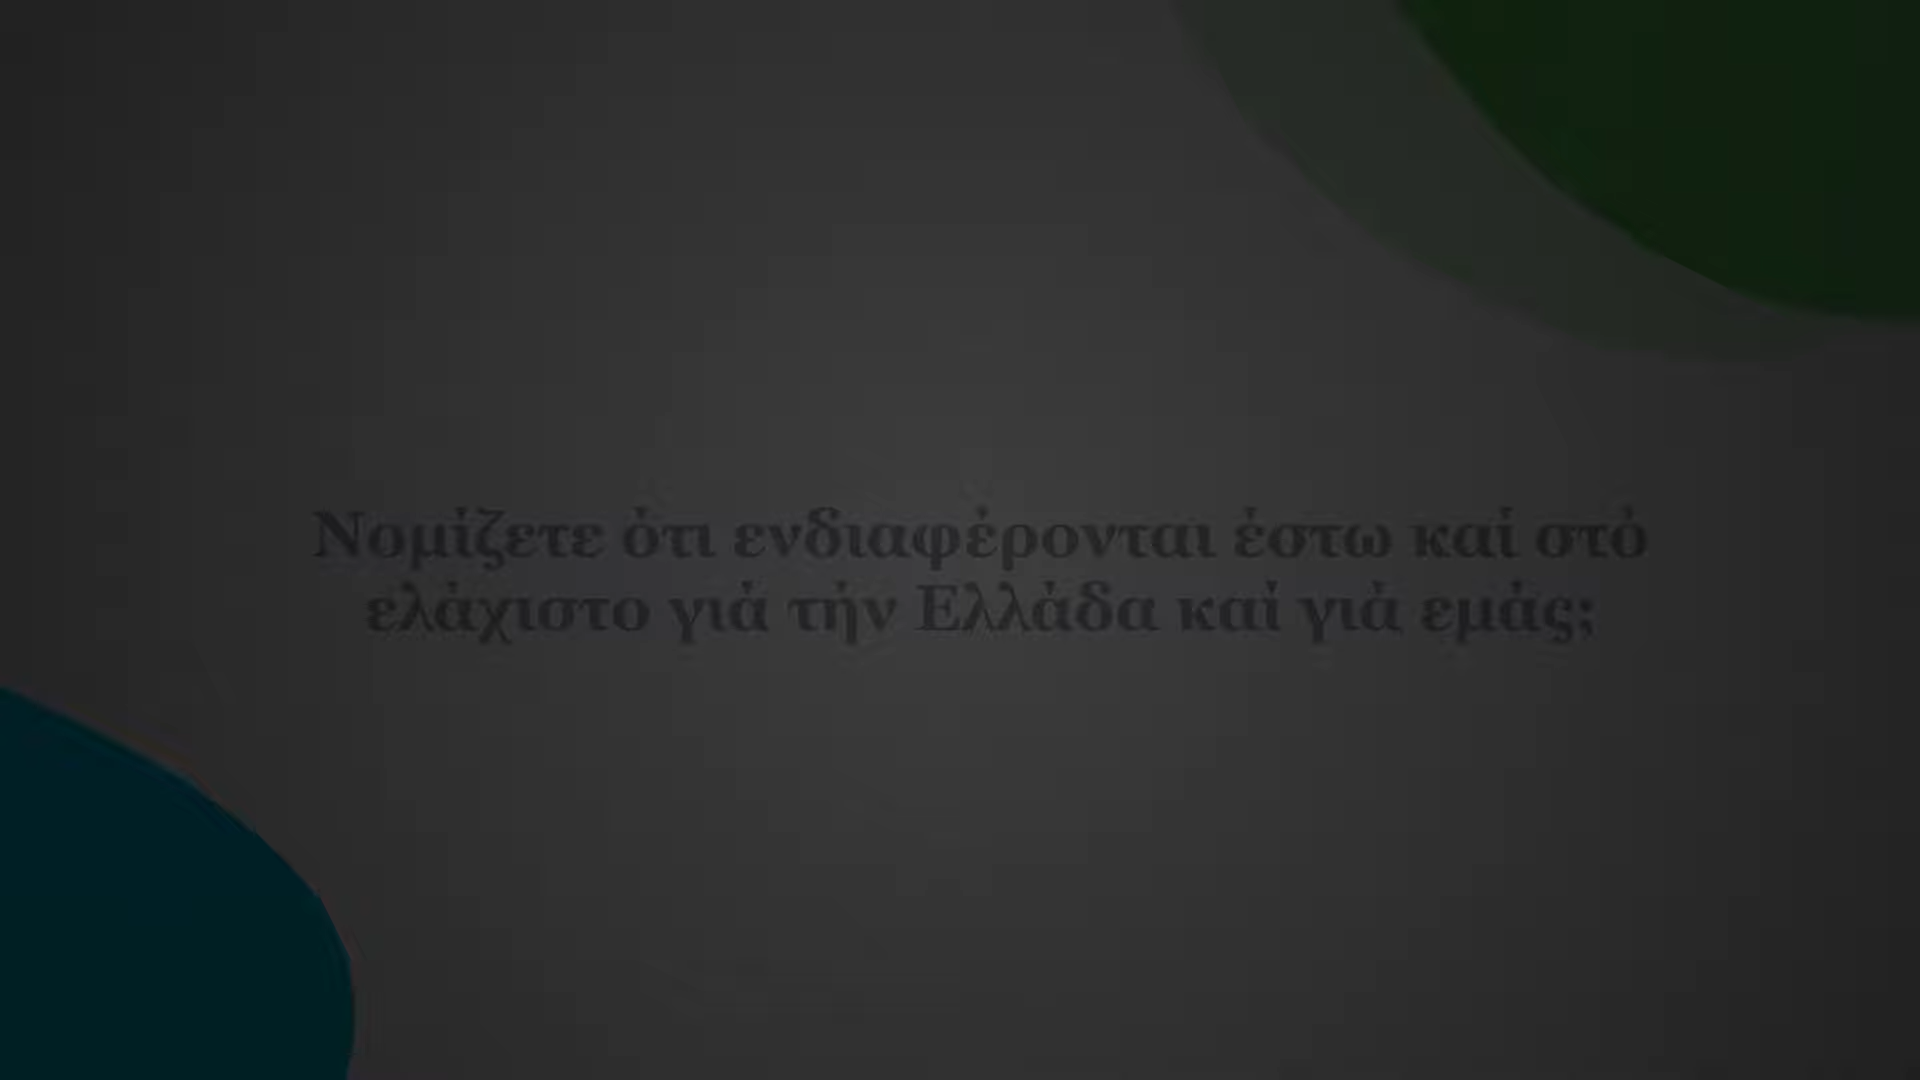 Νομίζετε ότι ενδιαφέρονται έστω καί στό
ελάχιστο γιά τήν Ελλάδα καί γιά εμάς;